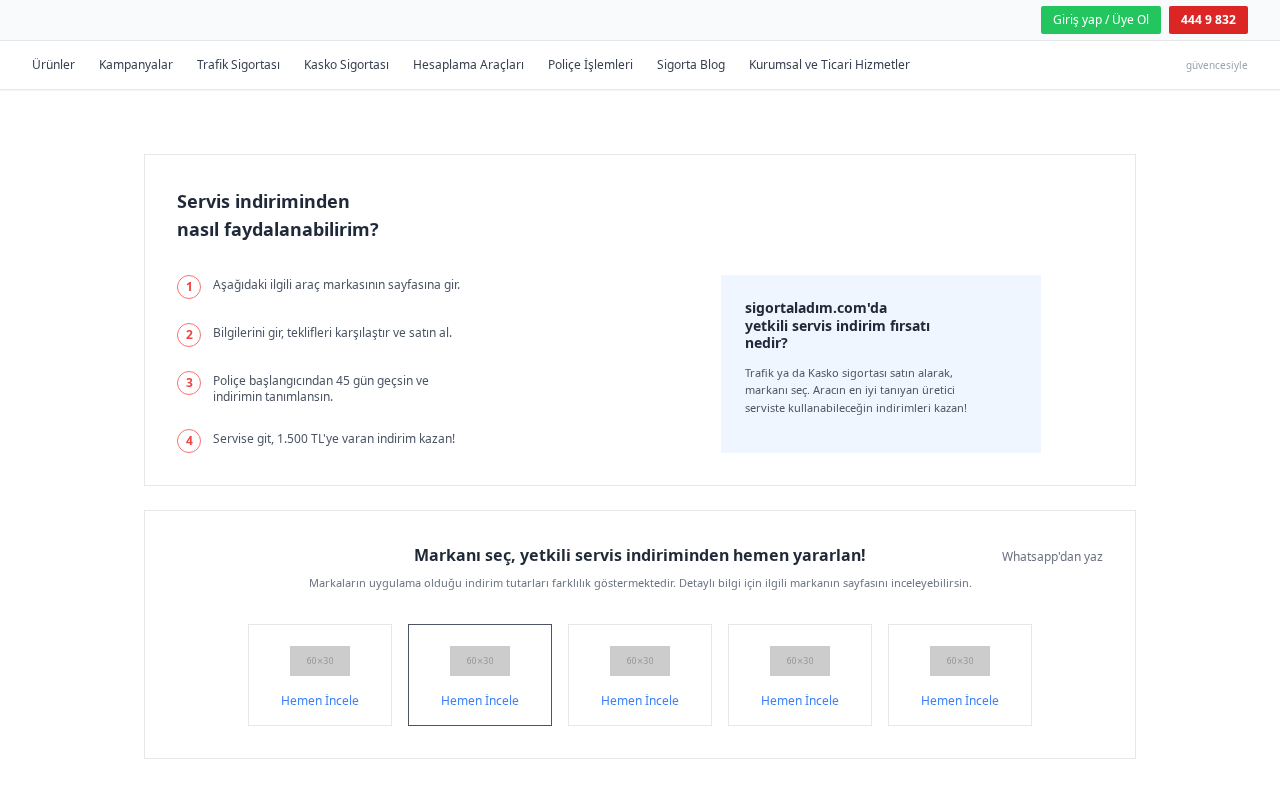 Giriş yap / Üye Ol
444 9 832
Ürünler
Kampanyalar
Trafik Sigortası
Kasko Sigortası
Hesaplama Araçları
Poliçe İşlemleri
Sigorta Blog
Kurumsal ve Ticari Hizmetler
güvencesiyle
Servis indiriminden
nasıl faydalanabilirim?
1
Aşağıdaki ilgili araç markasının sayfasına gir.
2
Bilgilerini gir, teklifleri karşılaştır ve satın al.
3
Poliçe başlangıcından 45 gün geçsin ve
indirimin tanımlansın.
4
Servise git, 1.500 TL'ye varan indirim kazan!
sigortaladım.com'da
yetkili servis indirim fırsatı
nedir?
Trafik ya da Kasko sigortası satın alarak,
markanı seç. Aracın en iyi tanıyan üretici
serviste kullanabileceğin indirimleri kazan!
Markanı seç, yetkili servis indiriminden hemen yararlan!
Whatsapp'dan yaz
Markaların uygulama olduğu indirim tutarları farklılık göstermektedir. Detaylı bilgi için ilgili markanın sayfasını inceleyebilirsin.
60×30
Hemen İncele
60×30
Hemen İncele
60×30
Hemen İncele
60×30
Hemen İncele
60×30
Hemen İncele